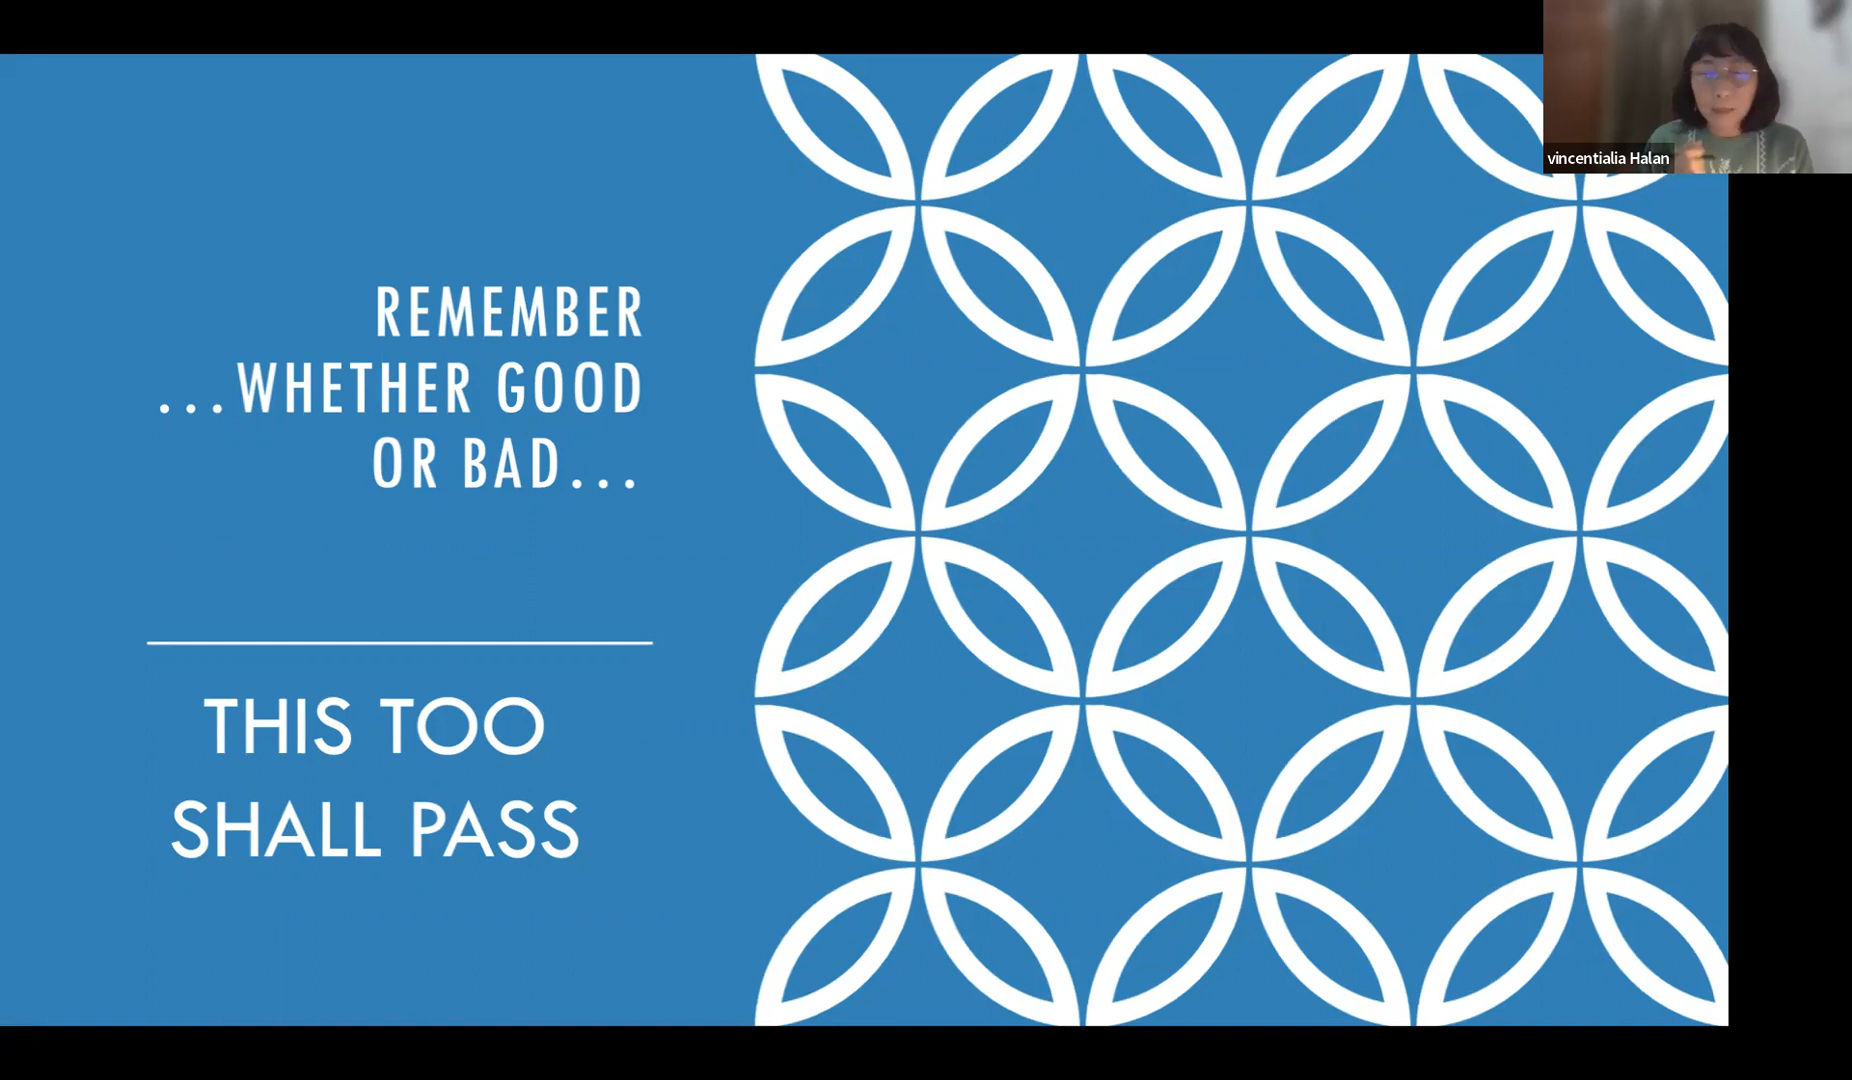 REMEMBER
...WHETHER GOOD
OR BAD...
THIS TOO
SHALL PASS
vincentialia Halan